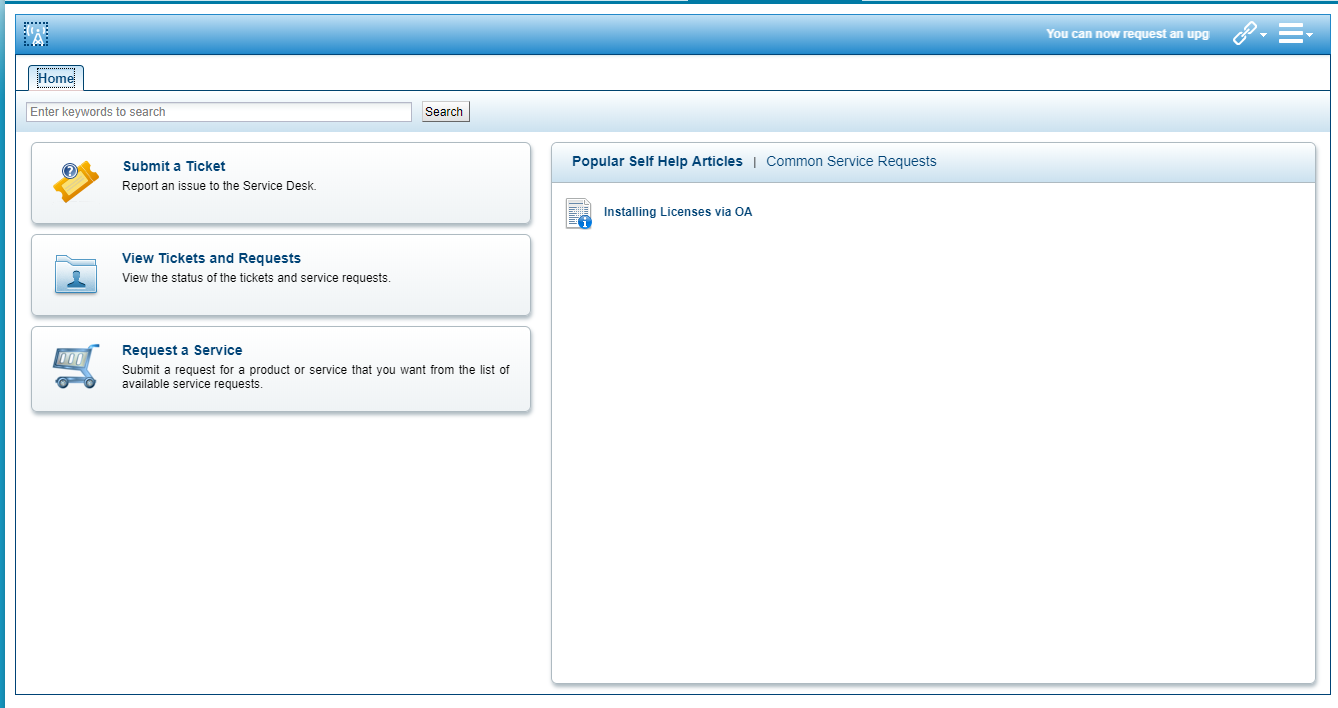 You can now request an upg
Home
Enter keywords to search
Search
Submit a Ticket
Report an issue to the Service Desk.
View Tickets and Requests
View the status of the tickets and service requests.
Request a Service
Submit a request for a product or service that you want from the list of
available service requests.
Popular Self Help Articles | Common Service Requests
Installing Licenses via OA